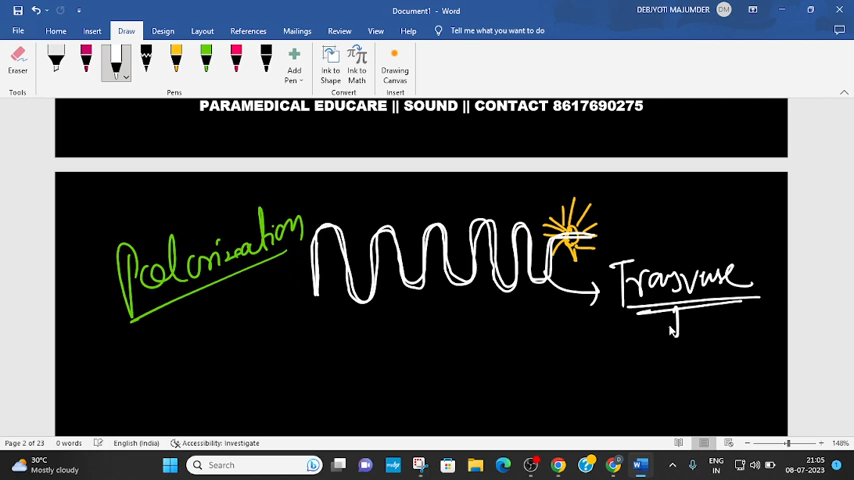 Document1 - Word
DEBJYOTI MAJUMDER
DM
File
Home
Insert
Draw
Design
Layout
References
Mailings
Review
View
Help
Tell me what you want to do
Eraser
Add Pen
Ink to Shape
Ink to Math
Drawing Canvas
Tools
Pens
Convert
Insert
PARAMEDICAL EDUCARE || SOUND || CONTACT 8617690275
Polarization
Trasvuse
Page 2 of 23
0 words
English (India)
Accessibility: Investigate
148%
30°C
Mostly cloudy
Search
ENG
IN
21:05
08-07-2023